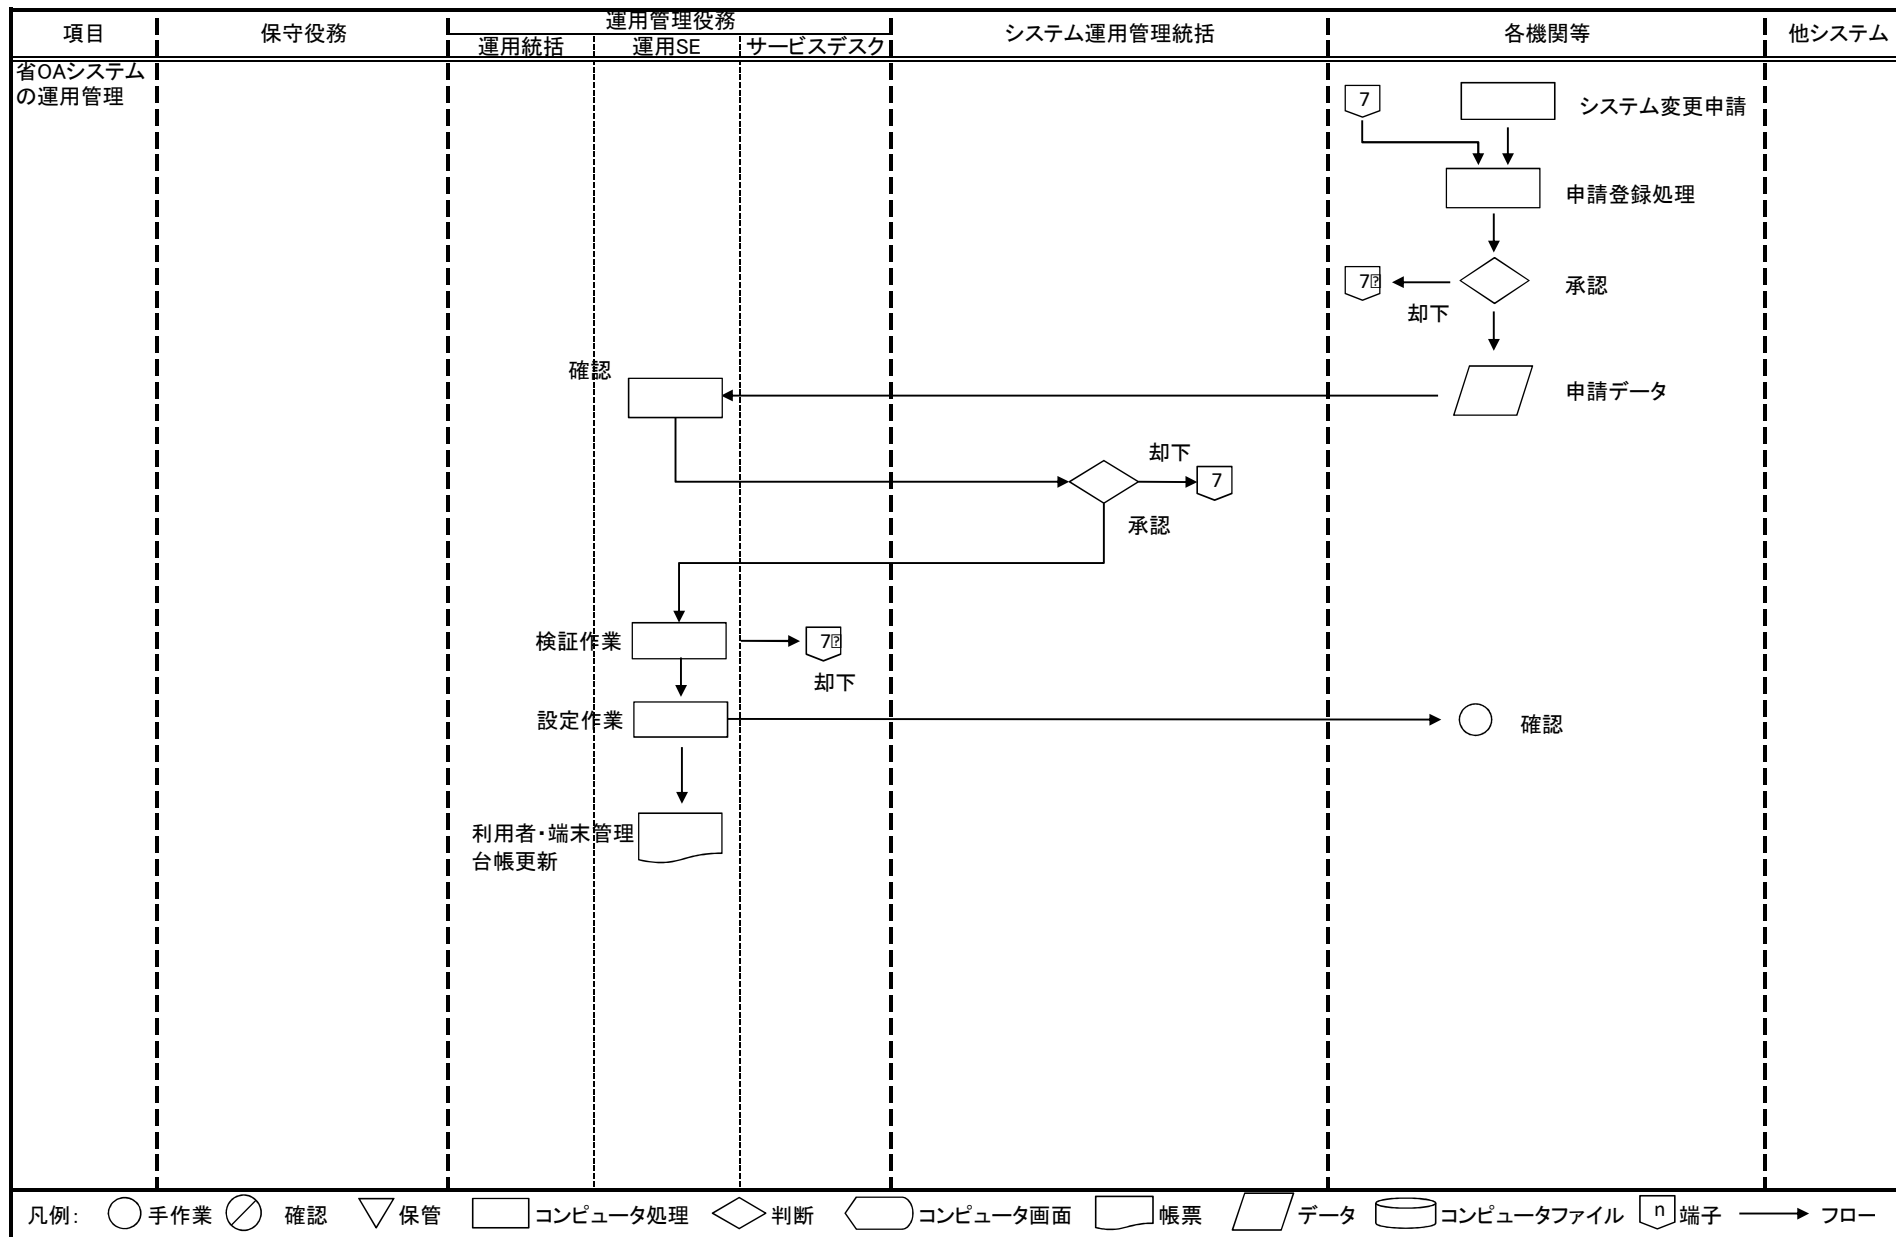 項目
保守役務
運用管理役務
運用統括
運用SE
サービスデスク
システム運用管理統括
各機関等
他システム
省OAシステム
の運用管理
7
システム変更申請
申請登録処理
7
却下
承認
確認
申請データ
却下
7
承認
検証作業
7
却下
設定作業
確認
利用者・端末管理
台帳更新
凡例: 手作業 確認 保管 コンピュータ処理 判断 コンピュータ画面 帳票 データ コンピュータファイル n 端子 フロー